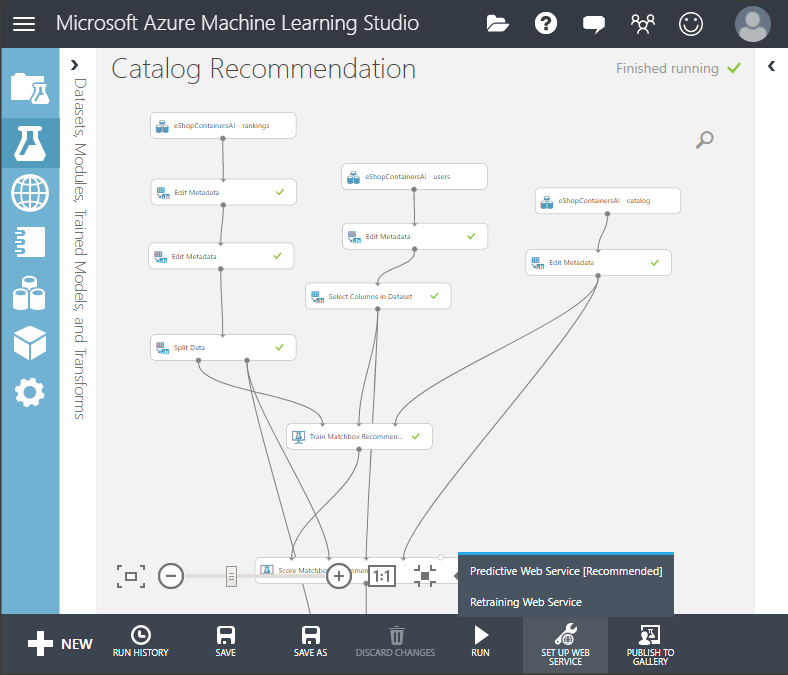 Microsoft Azure Machine Learning Studio
Catalog Recommendation
Finished running
Datasets, Modules, Trained Models, and Transforms
eShopContainersAI - rankings
eShopContainersAI - users
Edit Metadata
eShopContainersAI - catalog
Edit Metadata
Edit Metadata
Edit Metadata
Select Columns in Dataset
Split Data
Train Matchbox Recommen...
Score Matchbo
mmen
1:1
Predictive Web Service [Recommended]
Retraining Web Service
NEW
RUN HISTORY
SAVE
SAVE AS
DISCARD CHANGES
RUN
SET UP WEB
SERVICE
PUBLISH TO
GALLERY